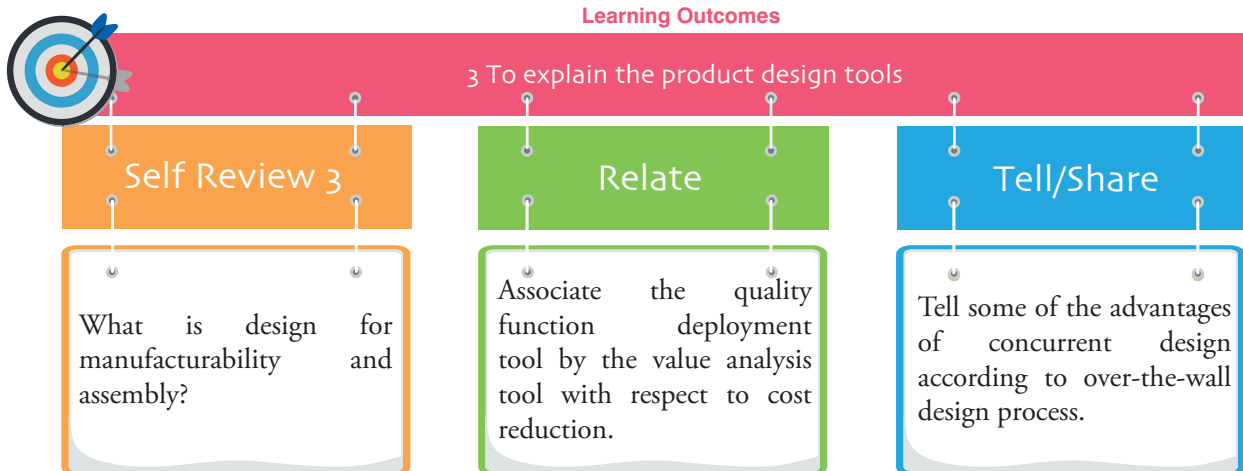 Learning Outcomes
3 To explain the product design tools
Self Review 3
What is design for
manufacturability and
assembly?
Relate
Associate the quality
function deployment
tool by the value analysis
tool with respect to cost
reduction.
Tell/Share
Tell some of the advantages
of concurrent design
according to over-the-wall
design process.